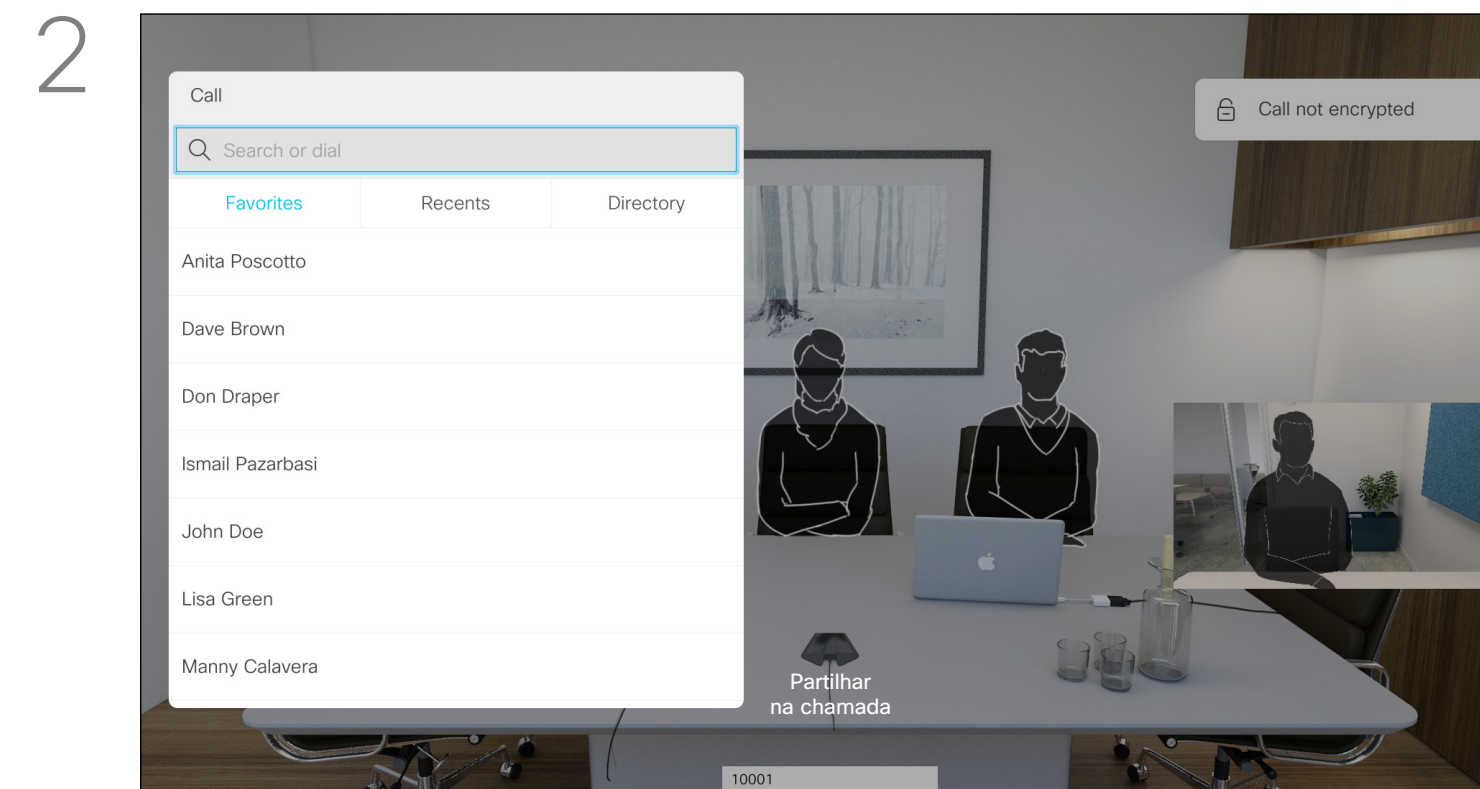 2
Call
Call not encrypted
Search or dial
Favorites
Recents
Directory
Anita Poscotto
Dave Brown
Don Draper
Ismail Pazarbasi
John Doe
Lisa Green
Manny Calavera
Partilhar
na chamada
10001